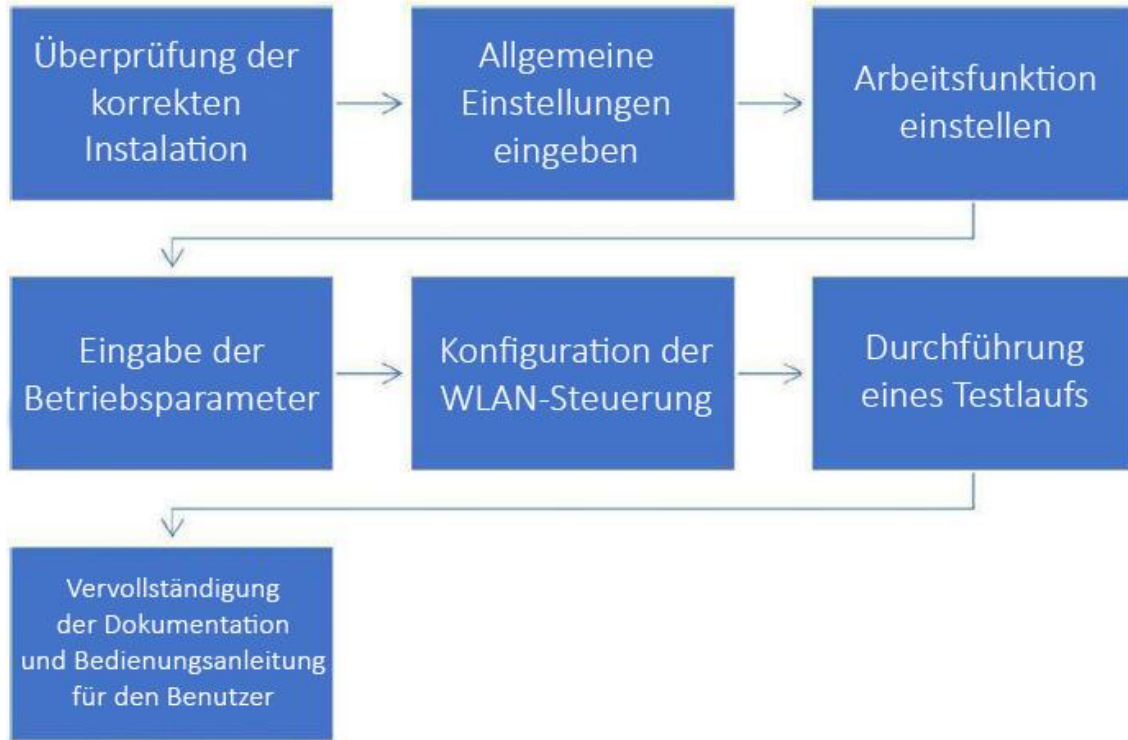 Überprüfung der
korrekten
Instalation
Allgemeine
Einstellungen
eingeben
Arbeitsfunktion
einstellen
Eingabe der
Betriebsparameter
Konfiguration der
WLAN-Steuerung
Durchführung
eines Testlaufs
Vervollständigung
der Dokumentation
und Bedienungsanleitung
für den Benutzer